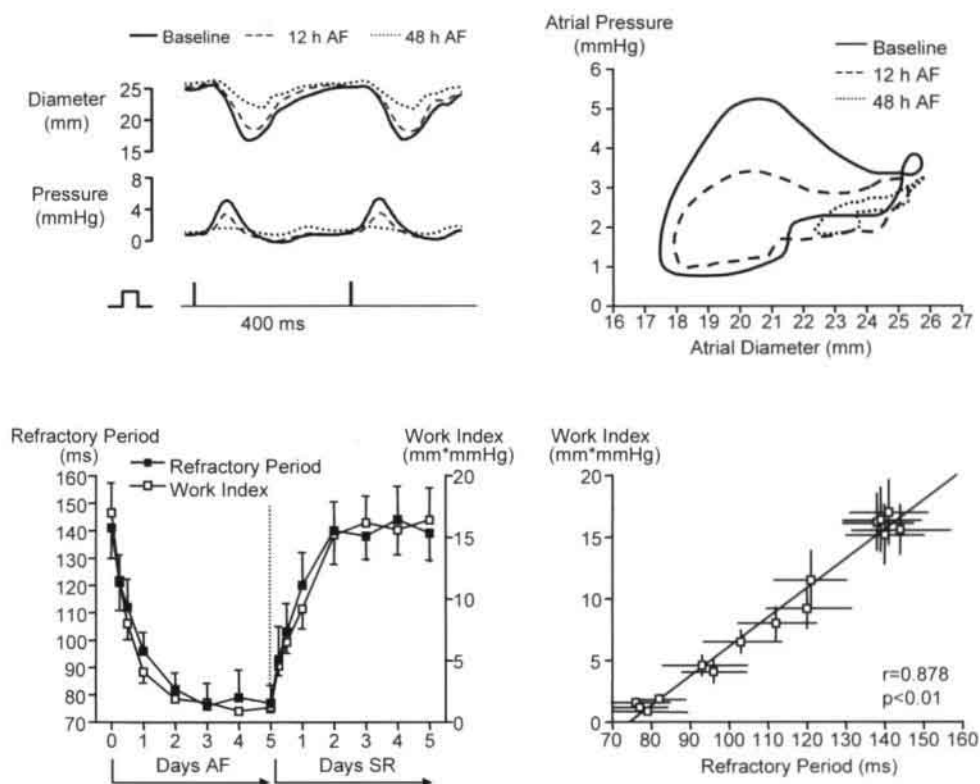 Baseline 12 h AF 48 h AF
Diameter
(mm)
25
20
15
Pressure
(mmHg)
8
4
0
400 ms
Atrial Pressure
(mmHg)
Baseline
12 h AF
48 h AF
6
5
4
3
2
1
0
16 17 18 19 20 21 22 23 24 25 26 27
Atrial Diameter (mm)
Refractory Period
(ms)
Work Index
(mm*mmHg)
Refractory Period
Work Index
160
150
140
130
120
110
100
90
80
70
20
15
10
5
0
0 1 2 3 4 5 1 2 3 4 5
Days AF Days SR
Work Index
(mm*mmHg)
20
15
10
5
0
r=0.878
p<0.01
70 80 90 100 110 120 130 140 150 160
Refractory Period (ms)